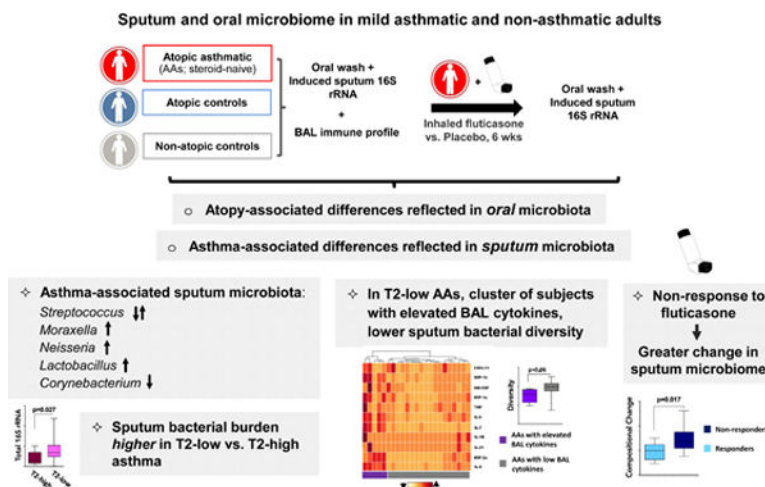 Sputum and oral microbiome in mild asthmatic and non-asthmatic adults
Atopic asthmatic
(AAs; steroid-naive)
Atopic controls
Non-atopic controls
Oral wash +
Induced sputum 16S
rRNA
+
BAL immune profile
+
Inhaled fluticasone
vs. Placebo, 6 wks
Oral wash +
Induced sputum
16S rRNA
o Atopy-associated differences reflected in oral microbiota
o Asthma-associated differences reflected in sputum microbiota
✧ Asthma-associated sputum microbiota:
Streptococcus ↓↑
Moraxella ↑
Neisseria ↑
Lactobacillus ↑
Corynebacterium ↓
p=0.027
Total 16S rRNA
T2-high
T2-low
✧ Sputum bacterial burden
higher in T2-low vs. T2-high
asthma
✧ In T2-low AAs, cluster of subjects
with elevated BAL cytokines,
lower sputum bacterial diversity
TNF
Diversity
AAs with elevated
BAL cytokines
AAs with low BAL
cytokines
✧ Non-response to
fluticasone
↓
Greater change in
sputum microbiome
p=0.017
Compositional Change
Non-responders
Responders